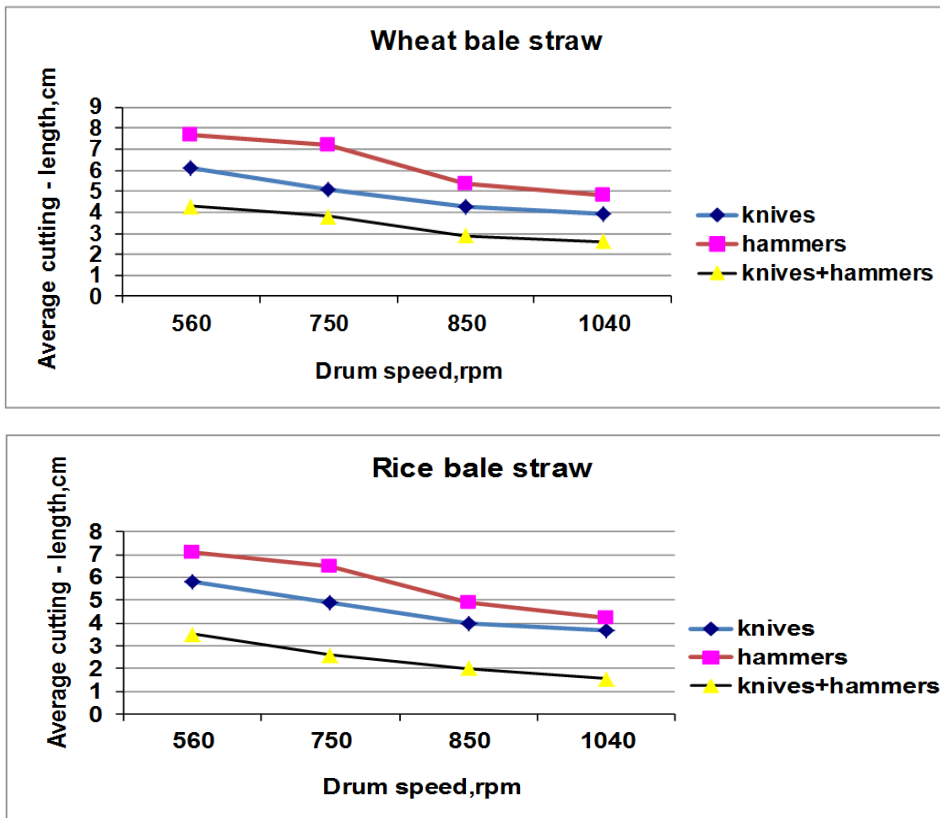 Wheat bale straw
Average cutting - length,cm
9
8
7
6
5
4
3
2
1
0
560 750 850 1040
Drum speed,rpm
knives
hammers
knives+hammers
Rice bale straw
Average cutting - length,cm
8
7
6
5
4
3
2
1
0
560 750 850 1040
Drum speed,rpm
knives
hammers
knives+hammers